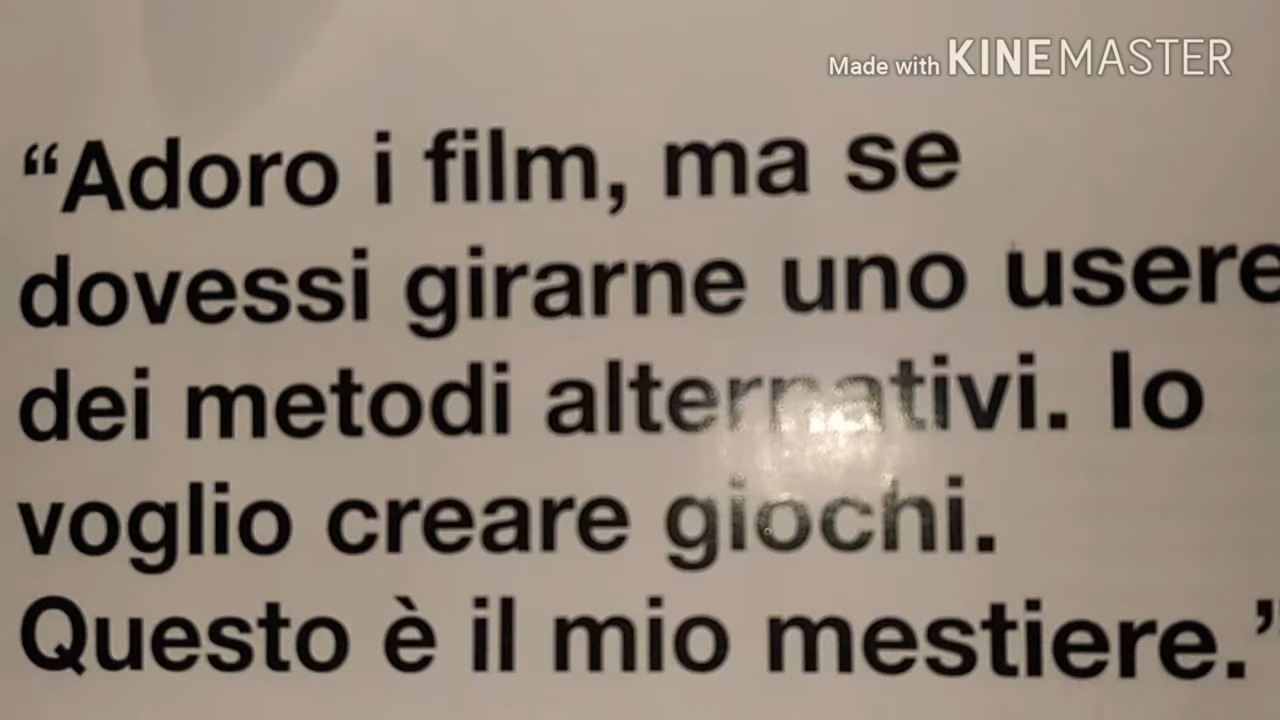 Made with KINEMASTER
“Adoro i film, ma se
dovessi girarne uno usere
dei metodi alternativi. Io
voglio creare giochi.
Questo è il mio mestiere.”